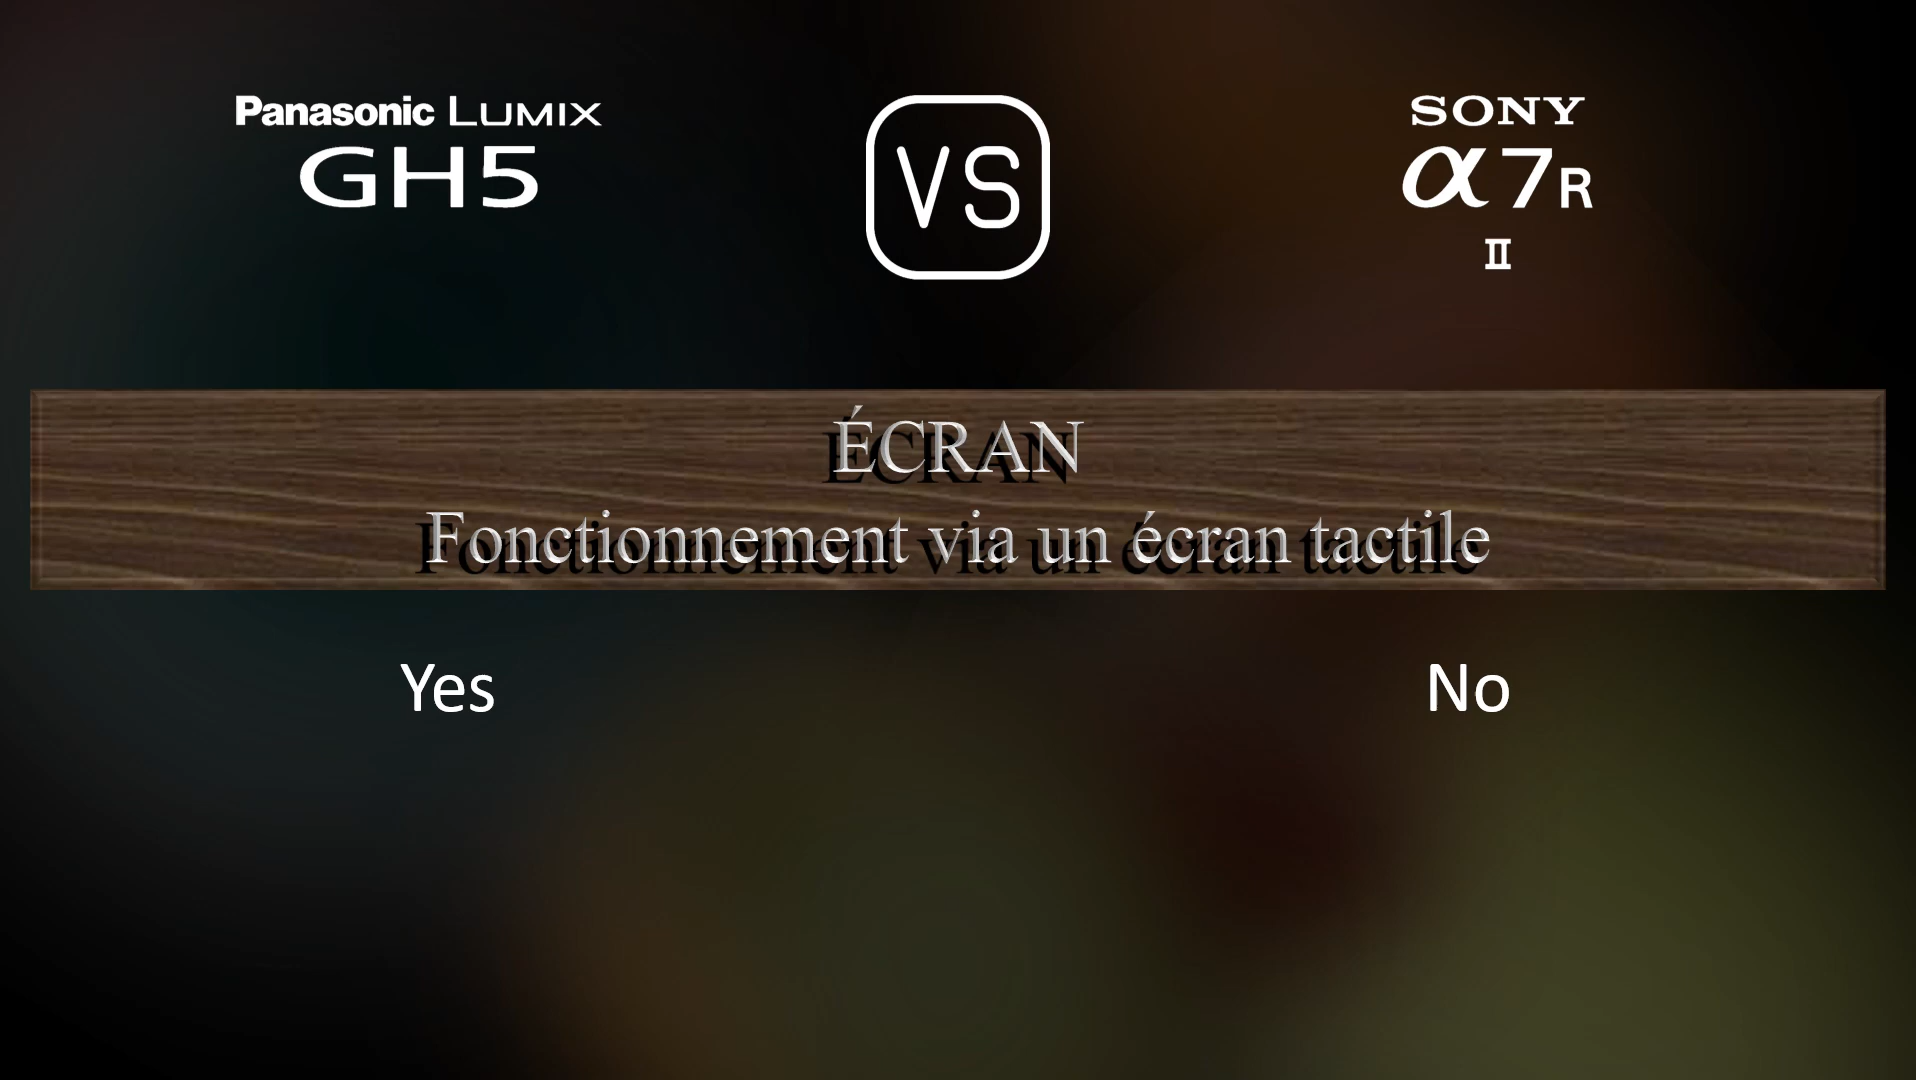 Panasonic LUMIX
GH5
VS
SONY
α7R
II
ÉCRAN
Fonctionnement via un écran tactile
Yes
No